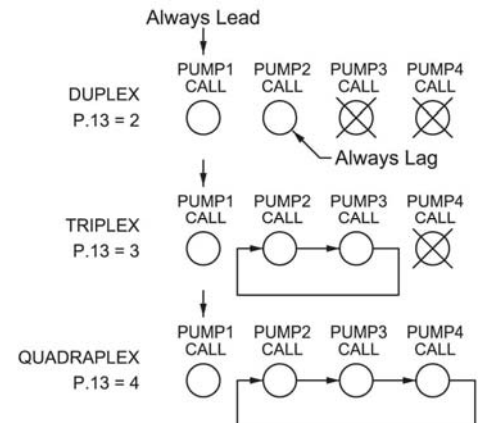 Always Lead
PUMP1 PUMP2 PUMP3 PUMP4
CALL CALL CALL CALL
DUPLEX
P.13 = 2
Always Lag
PUMP1 PUMP2 PUMP3 PUMP4
CALL CALL CALL CALL
TRIPLEX
P.13 = 3
PUMP1 PUMP2 PUMP3 PUMP4
CALL CALL CALL CALL
QUADRAPLEX
P.13 = 4